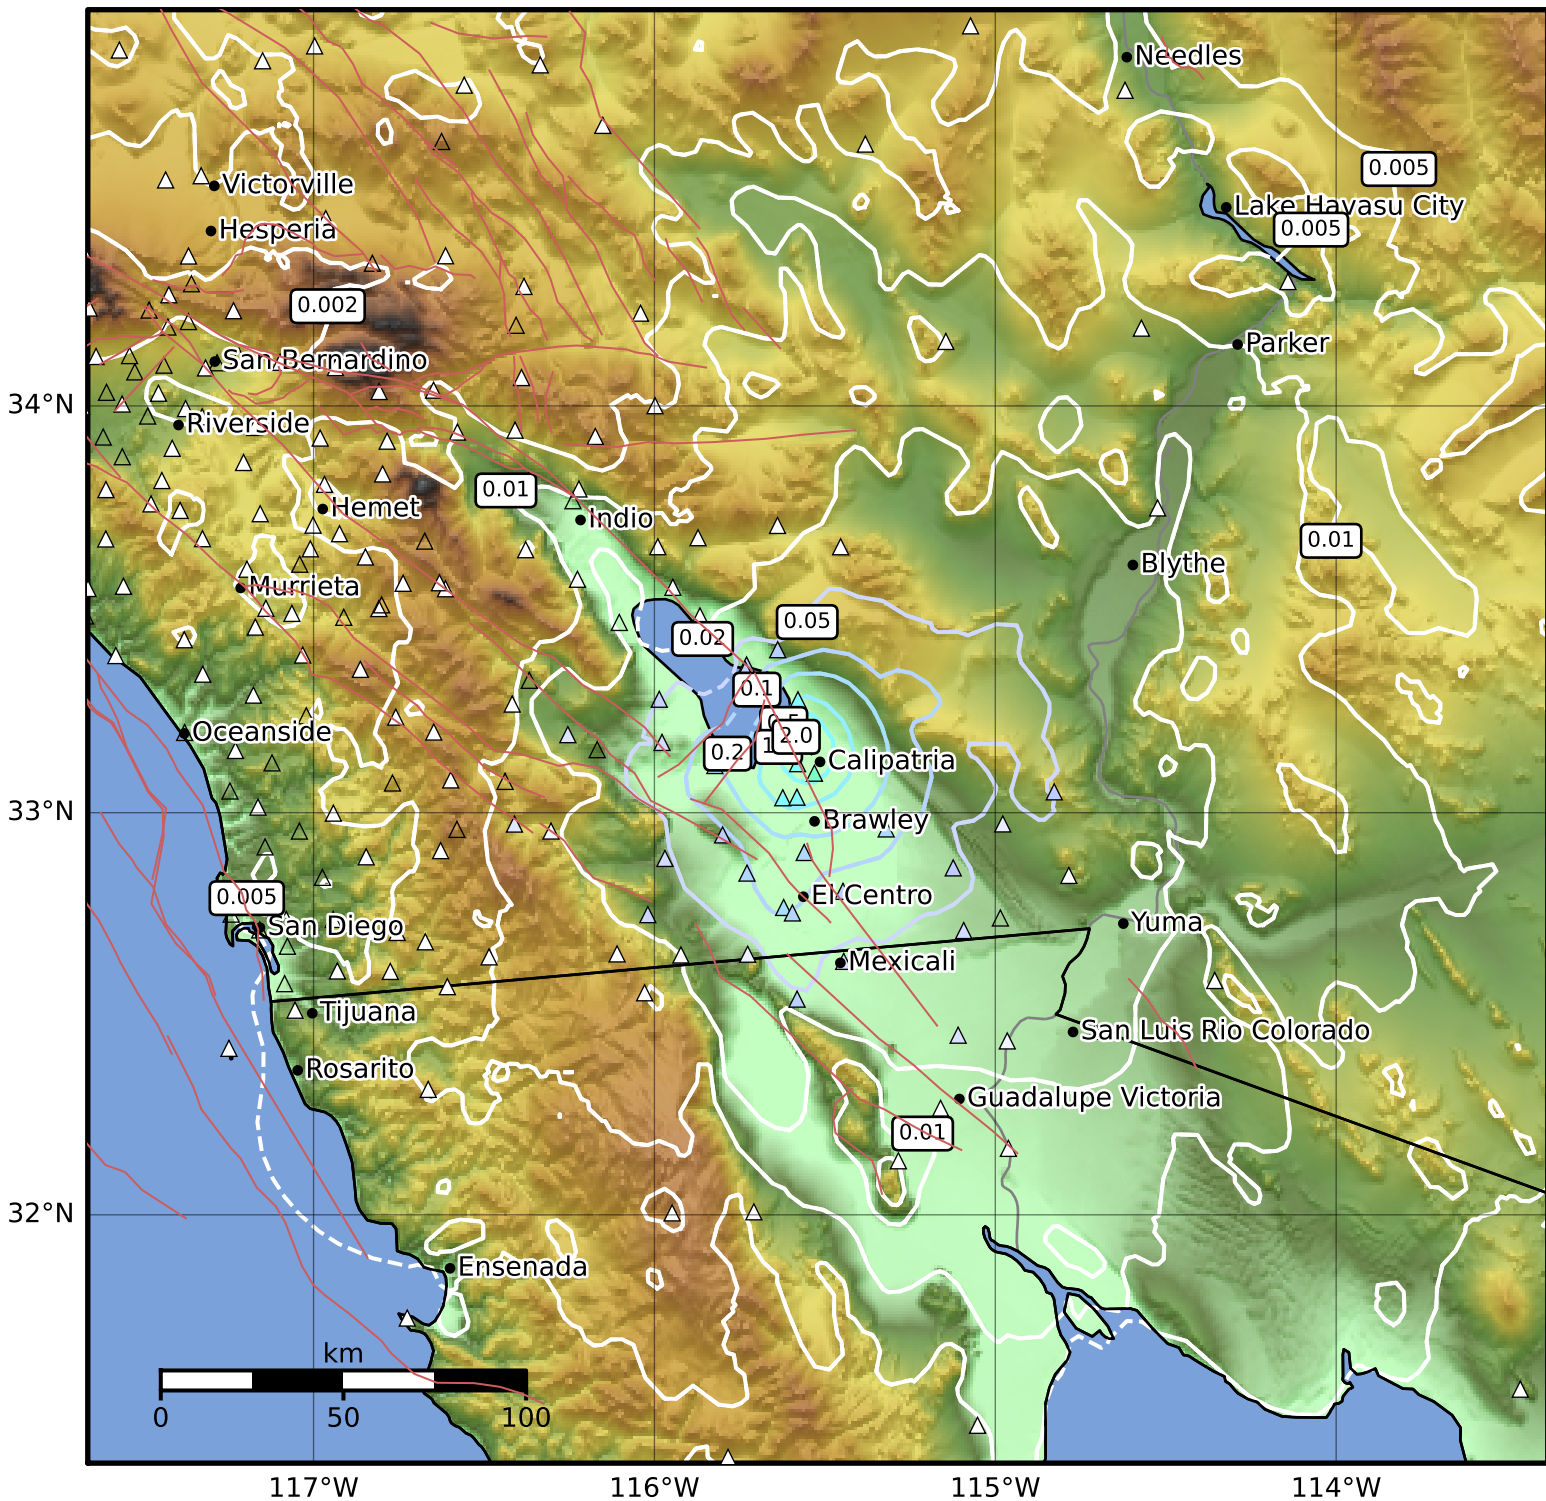 Needles
0.005
Victorville
Lake Havasu City
Hesperia
0.005
0.002
Parker
San Bernardino
34°N
Riverside
0.01
Hemet
Indio
0.01
Blythe
Murrieta
0.05
0.02
0.1
Oceanside
2.0
0.2
Calipatria
33°N
Brawley
0.005
El Centro
San Diego
Yuma
Mexicali
Tijuana
San Luis Rio Colorado
Rosarito
Guadalupe Victoria
0.01
32°N
Ensenada
km
0 50 100
117°W 116°W 115°W 114°W